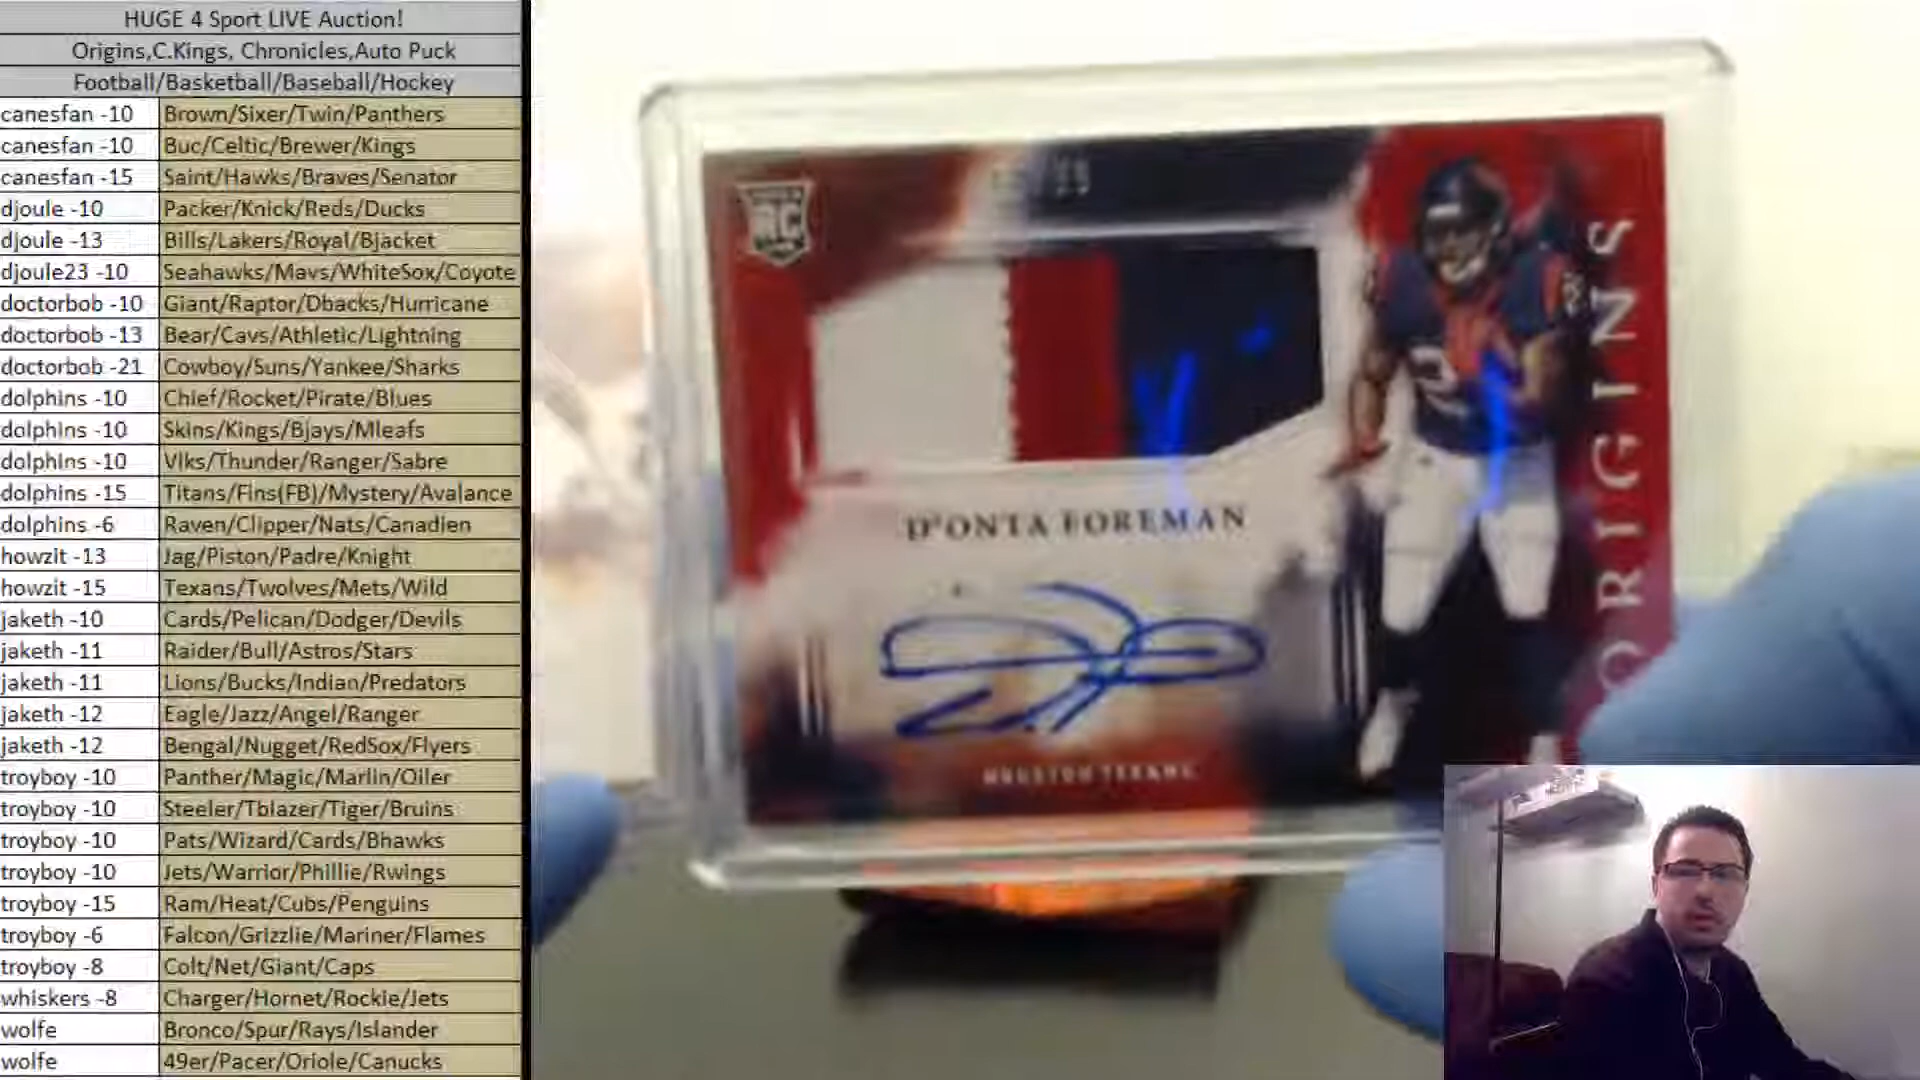 HUGE 4 Sport LIVE Auction!
Origins,C.Kings, Chronicles,Auto Puck
Football/Basketball/Baseball/Hockey
canesfan -10 Brown/Sixer/Twin/Panthers
canesfan -10 Buc/Celtic/Brewer/Kings
canesfan -15 Saint/Hawks/Braves/Senator
djoule -10 Packer/Knick/Reds/Ducks
djoule -13 Bills/Lakers/Royal/Bjacket
djoule23 -10 Seahawks/Mavs/WhiteSox/Coyote
doctorbob -10 Giant/Raptor/Dbacks/Hurricane
doctorbob -13 Bear/Cavs/Athletic/Lightning
doctorbob -21 Cowboy/Suns/Yankee/Sharks
dolphins -10 Chief/Rocket/Pirate/Blues
dolphins -10 Skins/Kings/Bjays/Mleafs
dolphins -10 Viks/Thunder/Ranger/Sabre
dolphins -15 Titans/Fins(FB)/Mystery/Avalance
dolphins -6 Raven/Clipper/Nats/Canadien
howzit -13 Jag/Piston/Padre/Knight
howzit -15 Texans/Twolves/Mets/Wild
jaketh -10 Cards/Pelican/Dodger/Devils
jaketh -11 Raider/Bull/Astros/Stars
jaketh -11 Lions/Bucks/Indian/Predators
jaketh -12 Eagle/Jazz/Angel/Ranger
jaketh -12 Bengal/Nugget/RedSox/Flyers
troyboy -10 Panther/Magic/Marlin/Oiler
troyboy -10 Steeler/Tblazer/Tiger/Bruins
troyboy -10 Pats/Wizard/Cards/Bhawks
troyboy -10 Jets/Warrior/Phillie/Rwings
troyboy -15 Ram/Heat/Cubs/Penguins
troyboy -6 Falcon/Grizzlie/Mariner/Flames
troyboy -8 Colt/Net/Giant/Caps
whiskers -8 Charger/Hornet/Rockie/Jets
wolfe Bronco/Spur/Rays/Islander
wolfe 49er/Pacer/Oriole/Canucks
RC
D'ONTA FOREMAN
HOUSTON TEXANS
ORIGINS